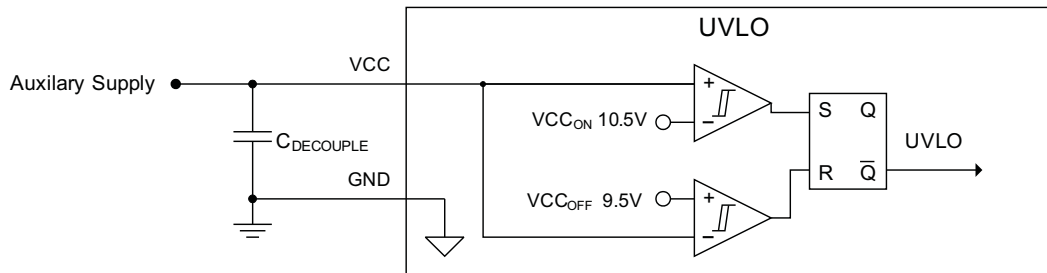 UVLO
Auxilary Supply
VCC
VCC_ON 10.5V
C_DECOUPLE
S Q
UVLO
R Q̅
GND
VCC_OFF 9.5V